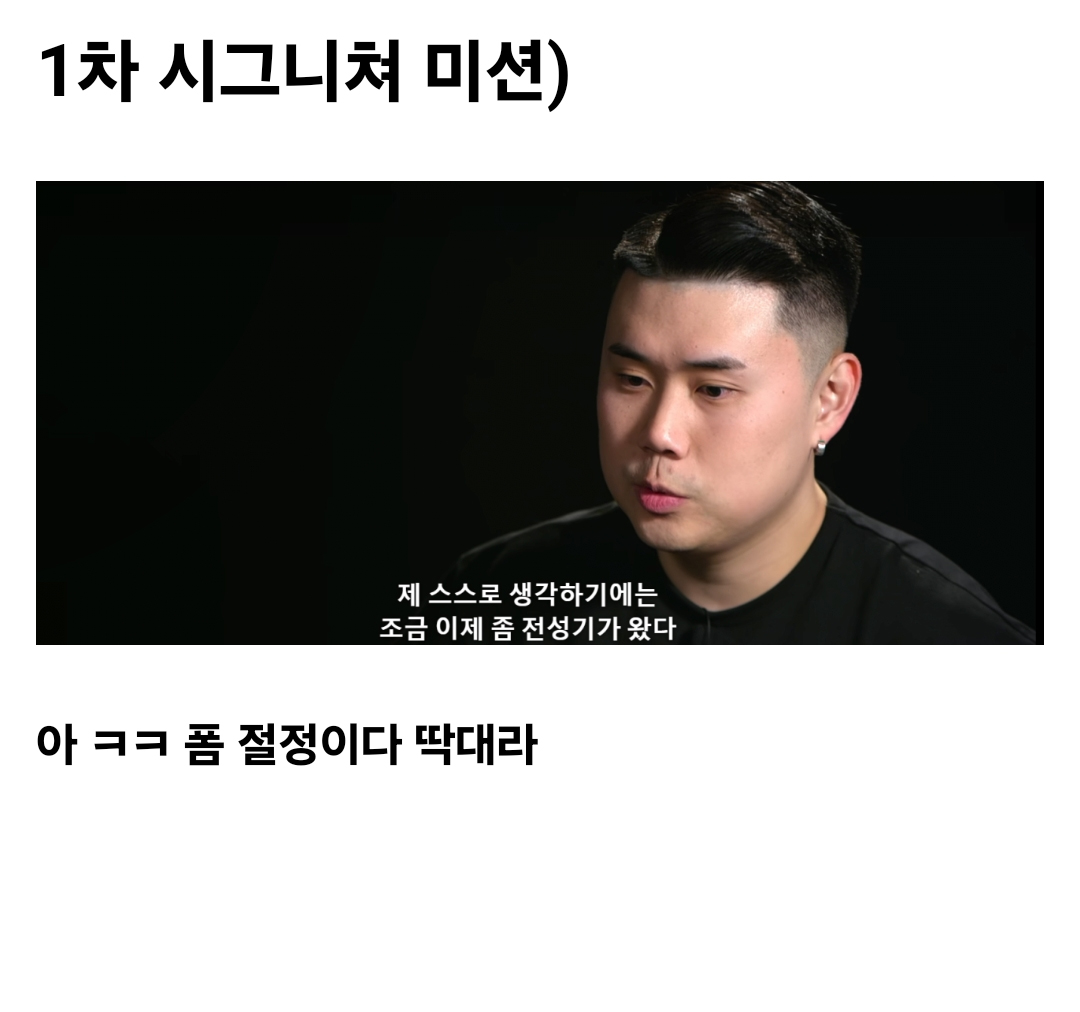 1차 시그니쳐 미션)
제 스스로 생각하기에는
조금 이제 좀 전성기가 왔다
아 ㅋㅋ 폼 절정이다 딱대라